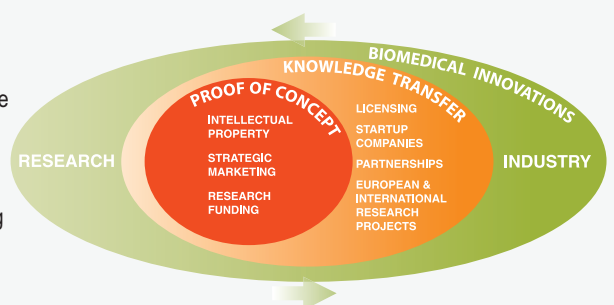 BIOMEDICAL INNOVATIONS
KNOWLEDGE TRANSFER
PROOF OF CONCEPT
RESEARCH
INTELLECTUAL
PROPERTY
STRATEGIC
MARKETING
RESEARCH
FUNDING
LICENSING
STARTUP
COMPANIES
PARTNERSHIPS
EUROPEAN &
INTERNATIONAL
RESEARCH
PROJECTS
INDUSTRY